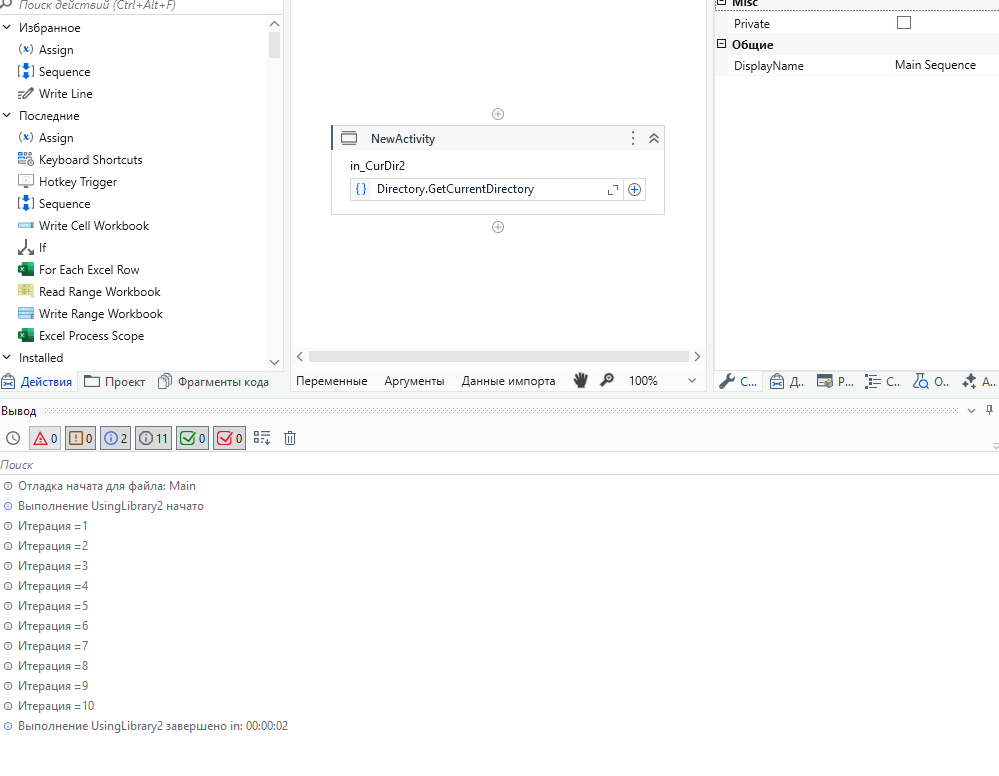 Поиск действий (Ctrl+Alt+F)
Избранное
Assign
Sequence
Write Line
Последние
Assign
Keyboard Shortcuts
Hotkey Trigger
Sequence
Write Cell Workbook
If
For Each Excel Row
Read Range Workbook
Write Range Workbook
Excel Process Scope
Installed
Действия Проект Фрагменты кода
NewActivity
in_CurDir2
{} Directory.GetCurrentDirectory
Переменные Аргументы Данные импорта 100%
Misc
Private
Общие
DisplayName Main Sequence
С... Д.. Р... С.. О.. А...
Вывод
0 0 2 11 0 0
Поиск
Отладка начата для файла: Main
Выполнение UsingLibrary2 начато
Итерация =1
Итерация =2
Итерация =3
Итерация =4
Итерация =5
Итерация =6
Итерация =7
Итерация =8
Итерация =9
Итерация =10
Выполнение UsingLibrary2 завершено in: 00:00:02